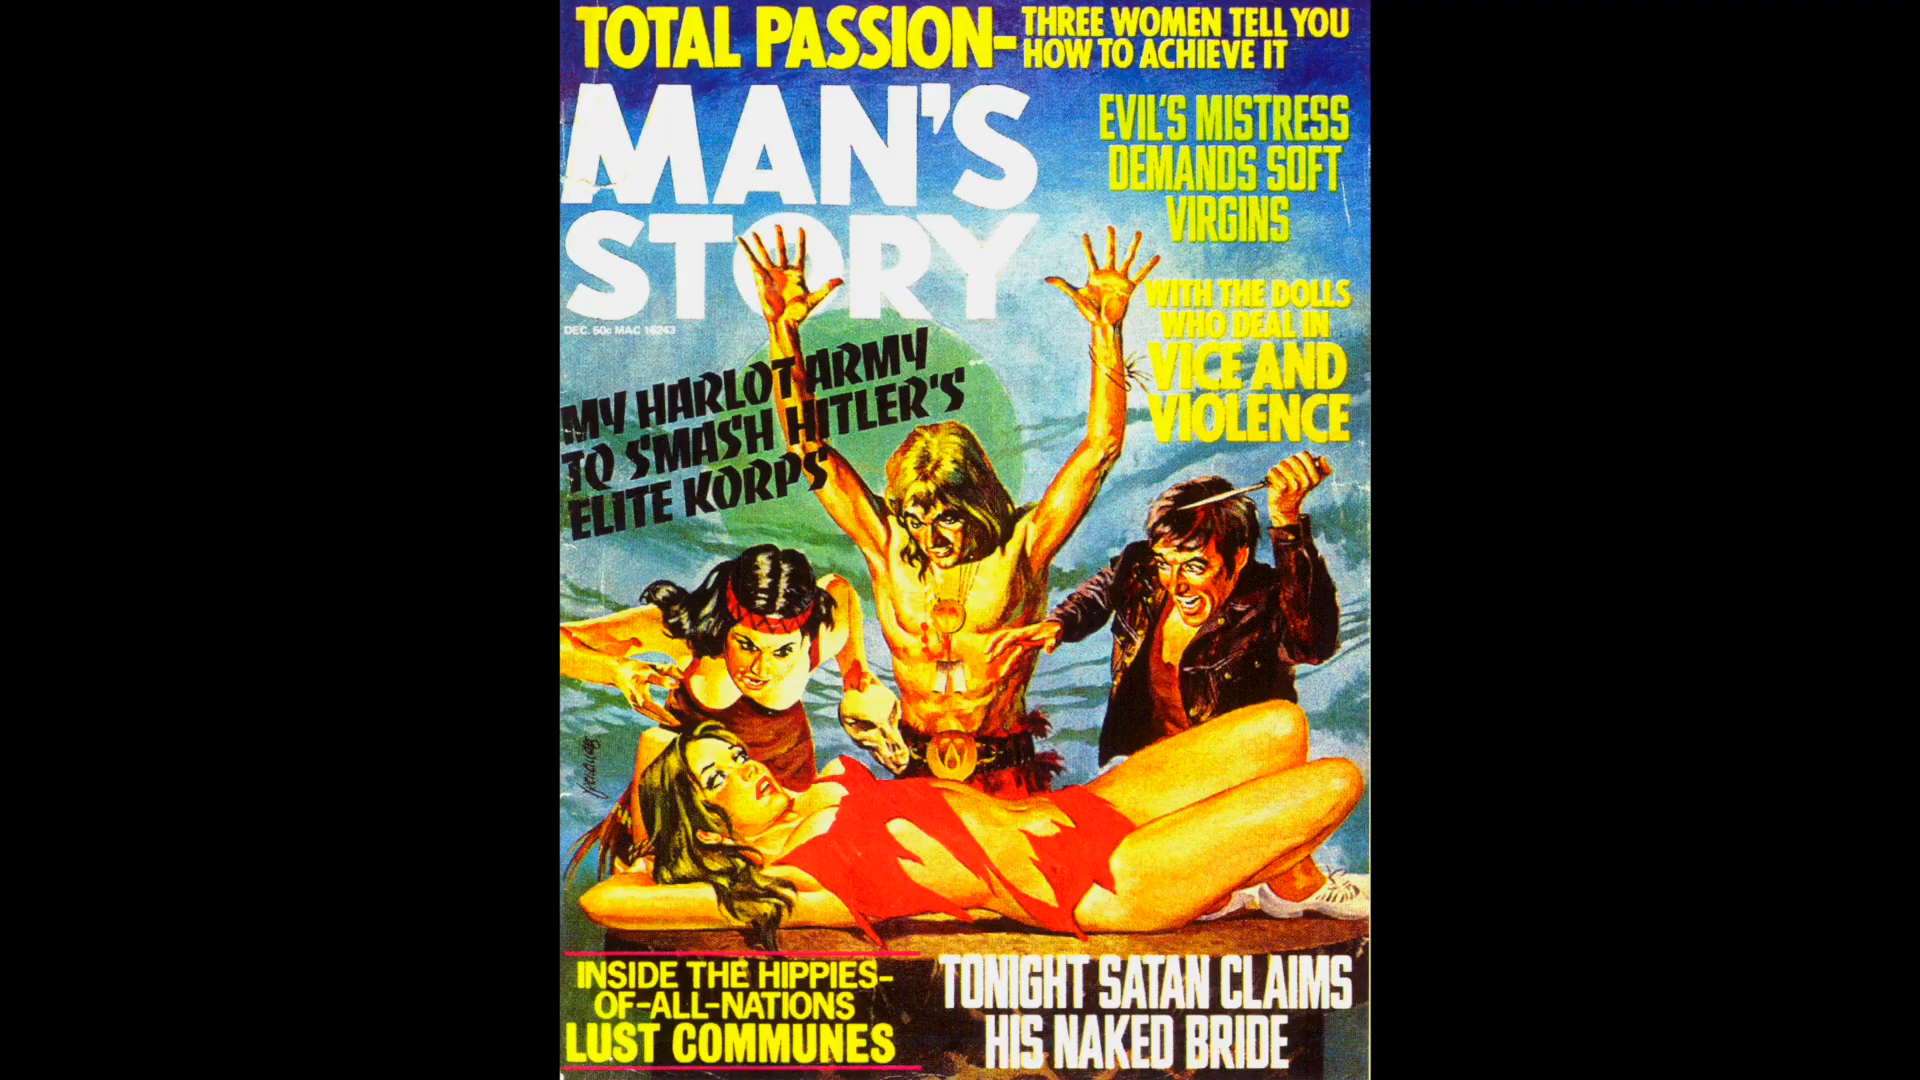 TOTAL PASSION-
THREE WOMEN TELL YOU
HOW TO ACHIEVE IT
MAN'S
STORY
DEC. 50c MAC 16243
EVIL'S MISTRESS
DEMANDS SOFT
VIRGINS
WITH THE DOLLS
WHO DEAL IN
VICE AND
VIOLENCE
MY HARLOT ARMY
TO SMASH HITLER'S
ELITE KORPS
INSIDE THE HIPPIES-
OF-ALL-NATIONS
LUST COMMUNES
TONIGHT SATAN CLAIMS
HIS NAKED BRIDE